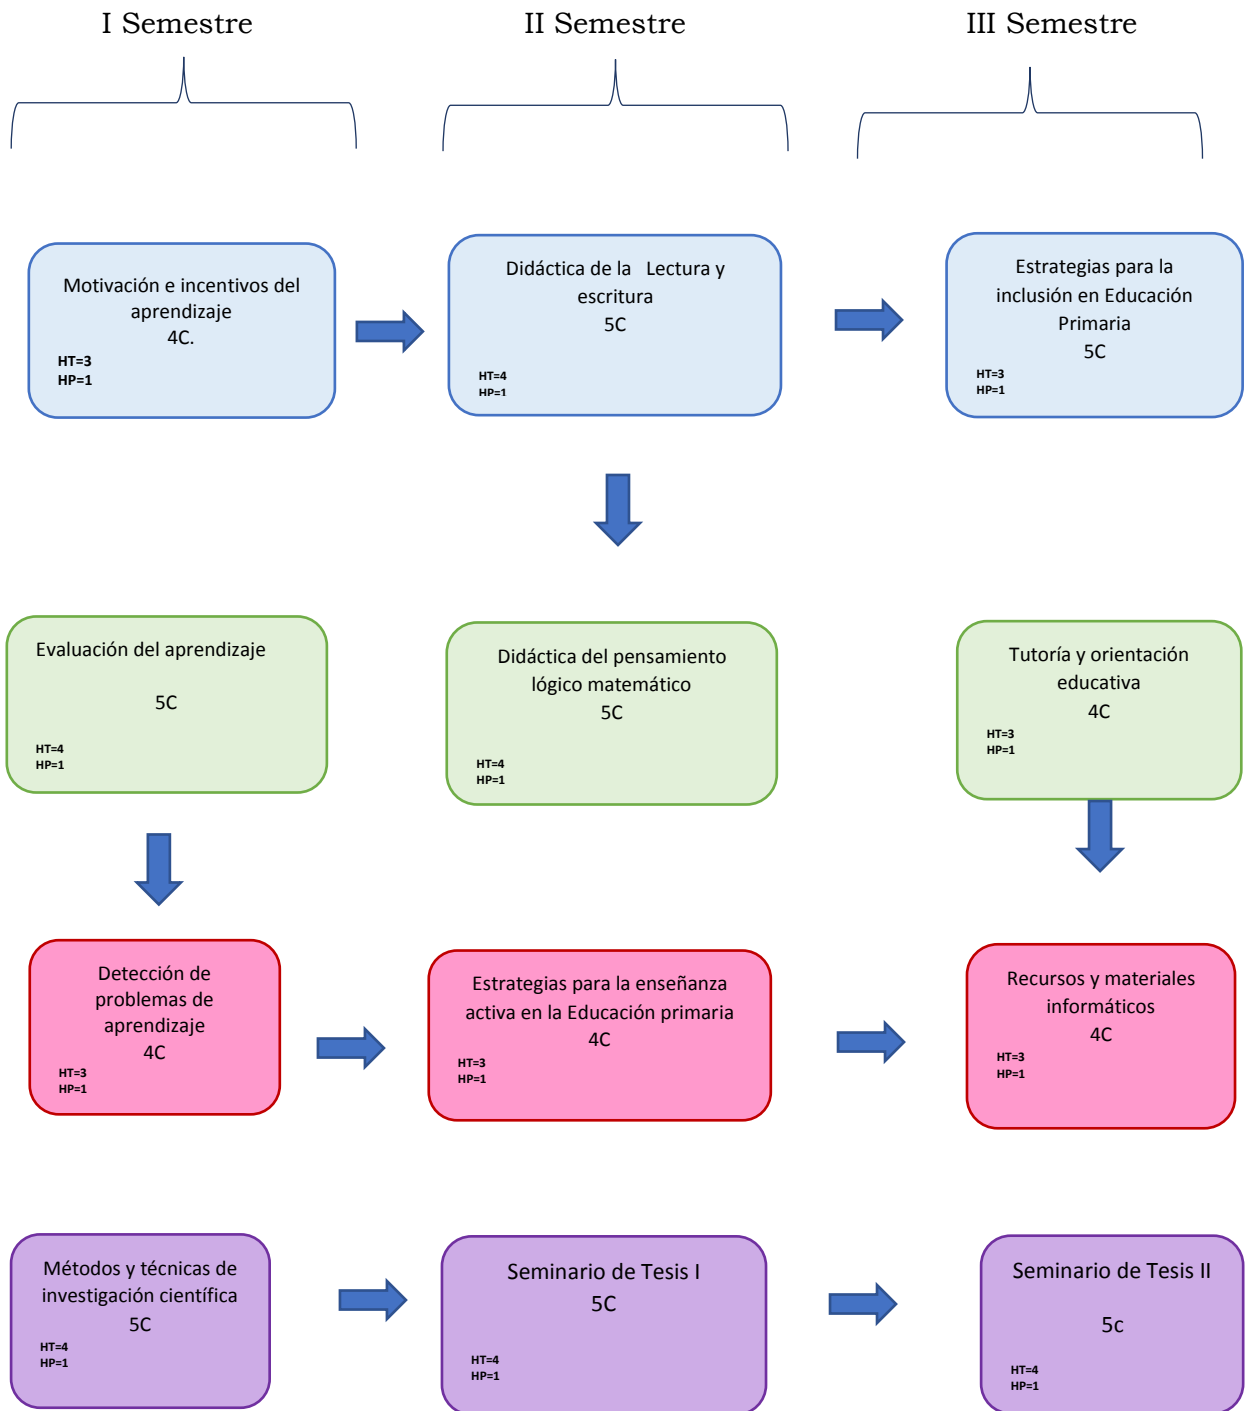 I Semestre
II Semestre
III Semestre
Motivación e incentivos del
aprendizaje
4C.
HT=3
HP=1
Didáctica de la   Lectura y
escritura
5C
HT=4
HP=1
Estrategias para la
inclusión en Educación
Primaria
5C
HT=3
HP=1
Evaluación del aprendizaje
5C
HT=4
HP=1
Didáctica del pensamiento
lógico matemático
5C
HT=4
HP=1
Tutoría y orientación
educativa
4C
HT=3
HP=1
Detección de
problemas de
aprendizaje
4C
HT=3
HP=1
Estrategias para la enseñanza
activa en la Educación primaria
4C
HT=3
HP=1
Recursos y materiales
informáticos
4C
HT=3
HP=1
Métodos y técnicas de
investigación científica
5C
HT=4
HP=1
Seminario de Tesis I
5C
HT=4
HP=1
Seminario de Tesis II
5c
HT=4
HP=1